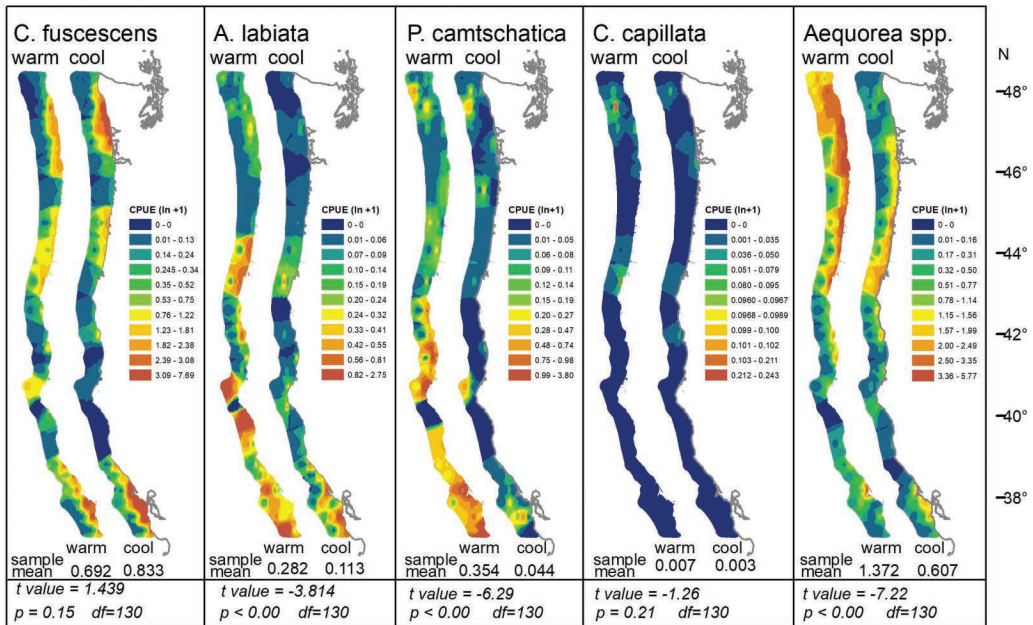 C. fuscescens
warm cool
CPUE (ln +1)
0 - 0
0.01 - 0.13
0.14 - 0.24
0.245 - 0.34
0.35 - 0.52
0.53 - 0.75
0.76 - 1.22
1.23 - 1.81
1.82 - 2.38
2.39 - 3.08
3.09 - 7.69
warm cool
sample
mean 0.692 0.833
t value = 1.439
p = 0.15 df=130
A. labiata
warm cool
CPUE (ln +1)
0 - 0
0.01 - 0.06
0.07 - 0.09
0.10 - 0.14
0.15 - 0.19
0.20 - 0.24
0.24 - 0.32
0.33 - 0.41
0.42 - 0.55
0.56 - 0.81
0.82 - 2.75
warm cool
sample
mean 0.282 0.113
t value = -3.814
p < 0.00 df=130
P. camtschatica
warm cool
CPUE (ln+1)
0 - 0
0.01 - 0.05
0.06 - 0.08
0.09 - 0.11
0.12 - 0.14
0.15 - 0.19
0.20 - 0.27
0.28 - 0.47
0.48 - 0.74
0.75 - 0.98
0.99 - 3.80
warm cool
sample
mean 0.354 0.044
t value = -6.29
p < 0.00 df=130
C. capillata
warm cool
CPUE (ln+1)
0 - 0
0.001 - 0.035
0.036 - 0.050
0.051 - 0.079
0.080 - 0.095
0.0960 - 0.0967
0.0968 - 0.0989
0.099 - 0.100
0.101 - 0.102
0.103 - 0.211
0.212 - 0.243
warm cool
sample
mean 0.007 0.003
t value = -1.26
p = 0.21 df=130
Aequorea spp.
warm cool
CPUE (ln+1)
0 - 0
0.01 - 0.16
0.17 - 0.31
0.32 - 0.50
0.51 - 0.77
0.78 - 1.14
1.15 - 1.56
1.57 - 1.99
2.00 - 2.49
2.50 - 3.35
3.36 - 5.77
warm cool
sample
mean 1.372 0.607
t value = -7.22
p < 0.00 df=130
N
48°
46°
44°
42°
40°
38°